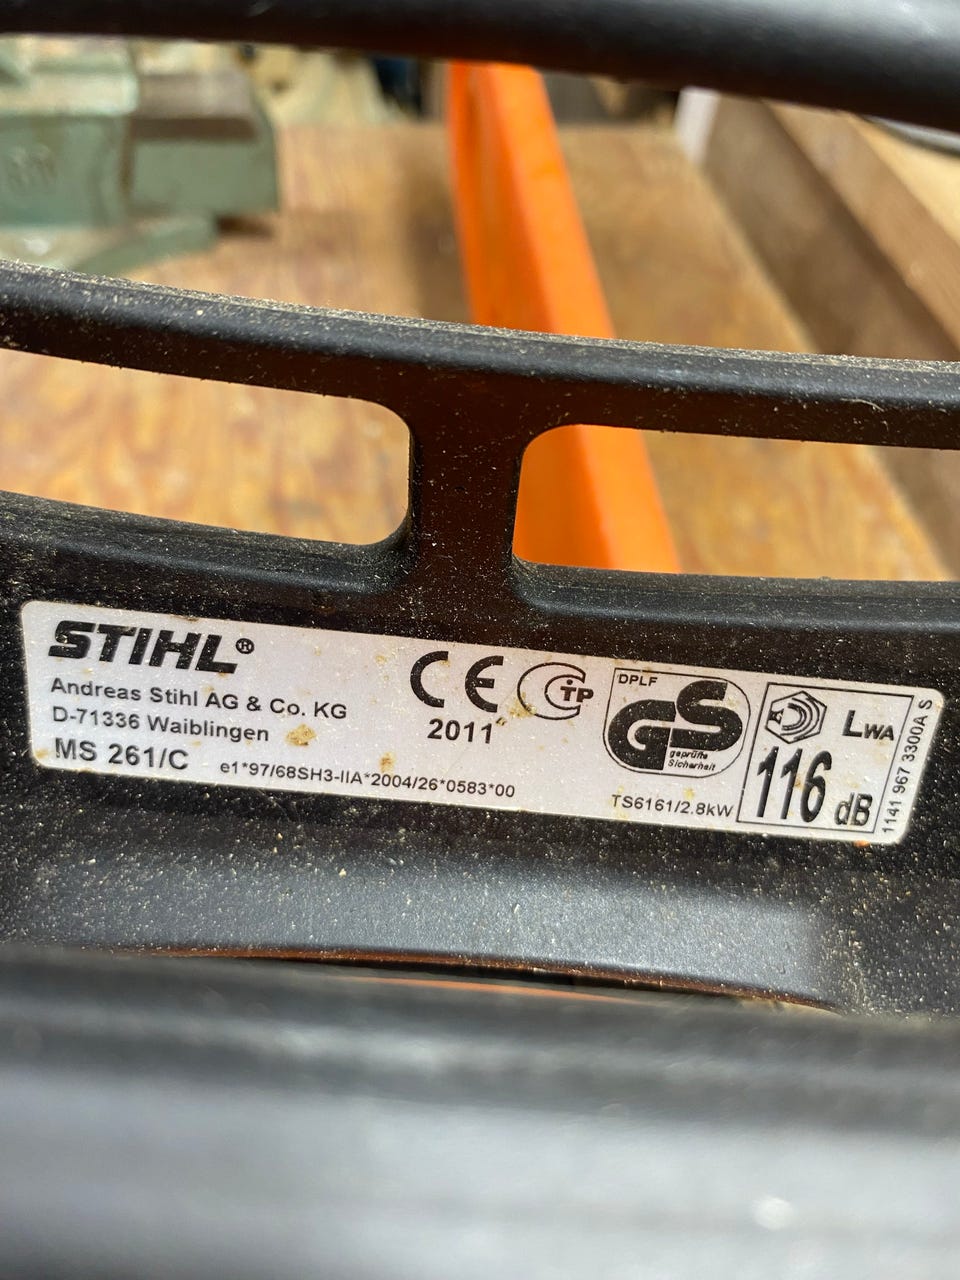 STIHL®
Andreas Stihl AG & Co. KG
D-71336 Waiblingen
MS 261/C
e1*97/68SH3-IIA*2004/26*0583*00
CE
2011
TP
DPLF
GS
geprüfte
Sicherheit
TS6161/2.8kW
LWA
116 dB
1141 967 3300A S